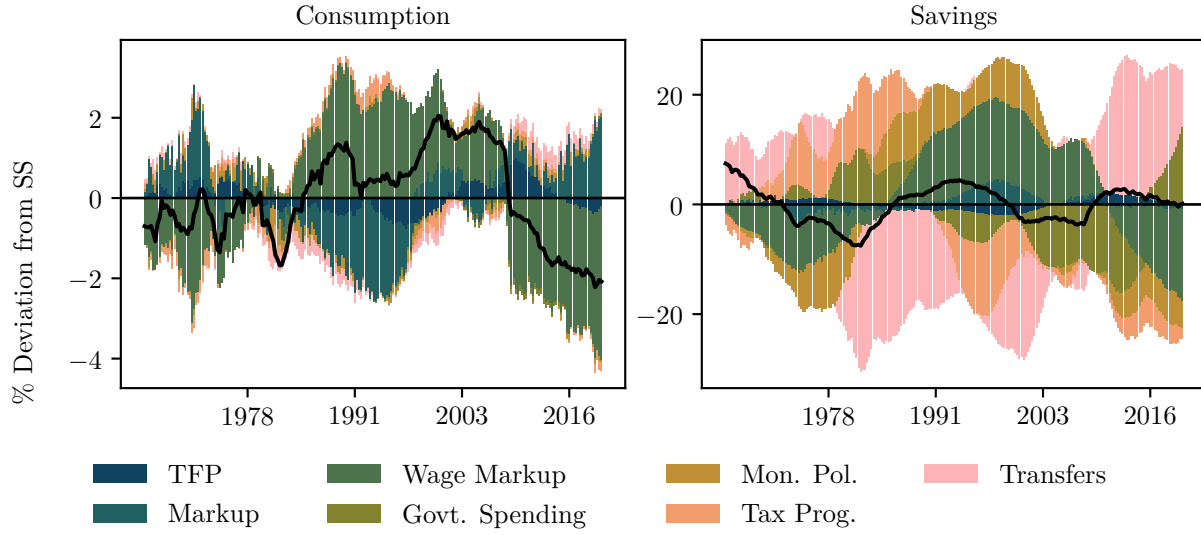 Consumption
Savings
% Deviation from SS
2
0
−2
−4
20
0
−20
1978 1991 2003 2016
1978 1991 2003 2016
TFP
Wage Markup
Mon. Pol.
Transfers
Markup
Govt. Spending
Tax Prog.